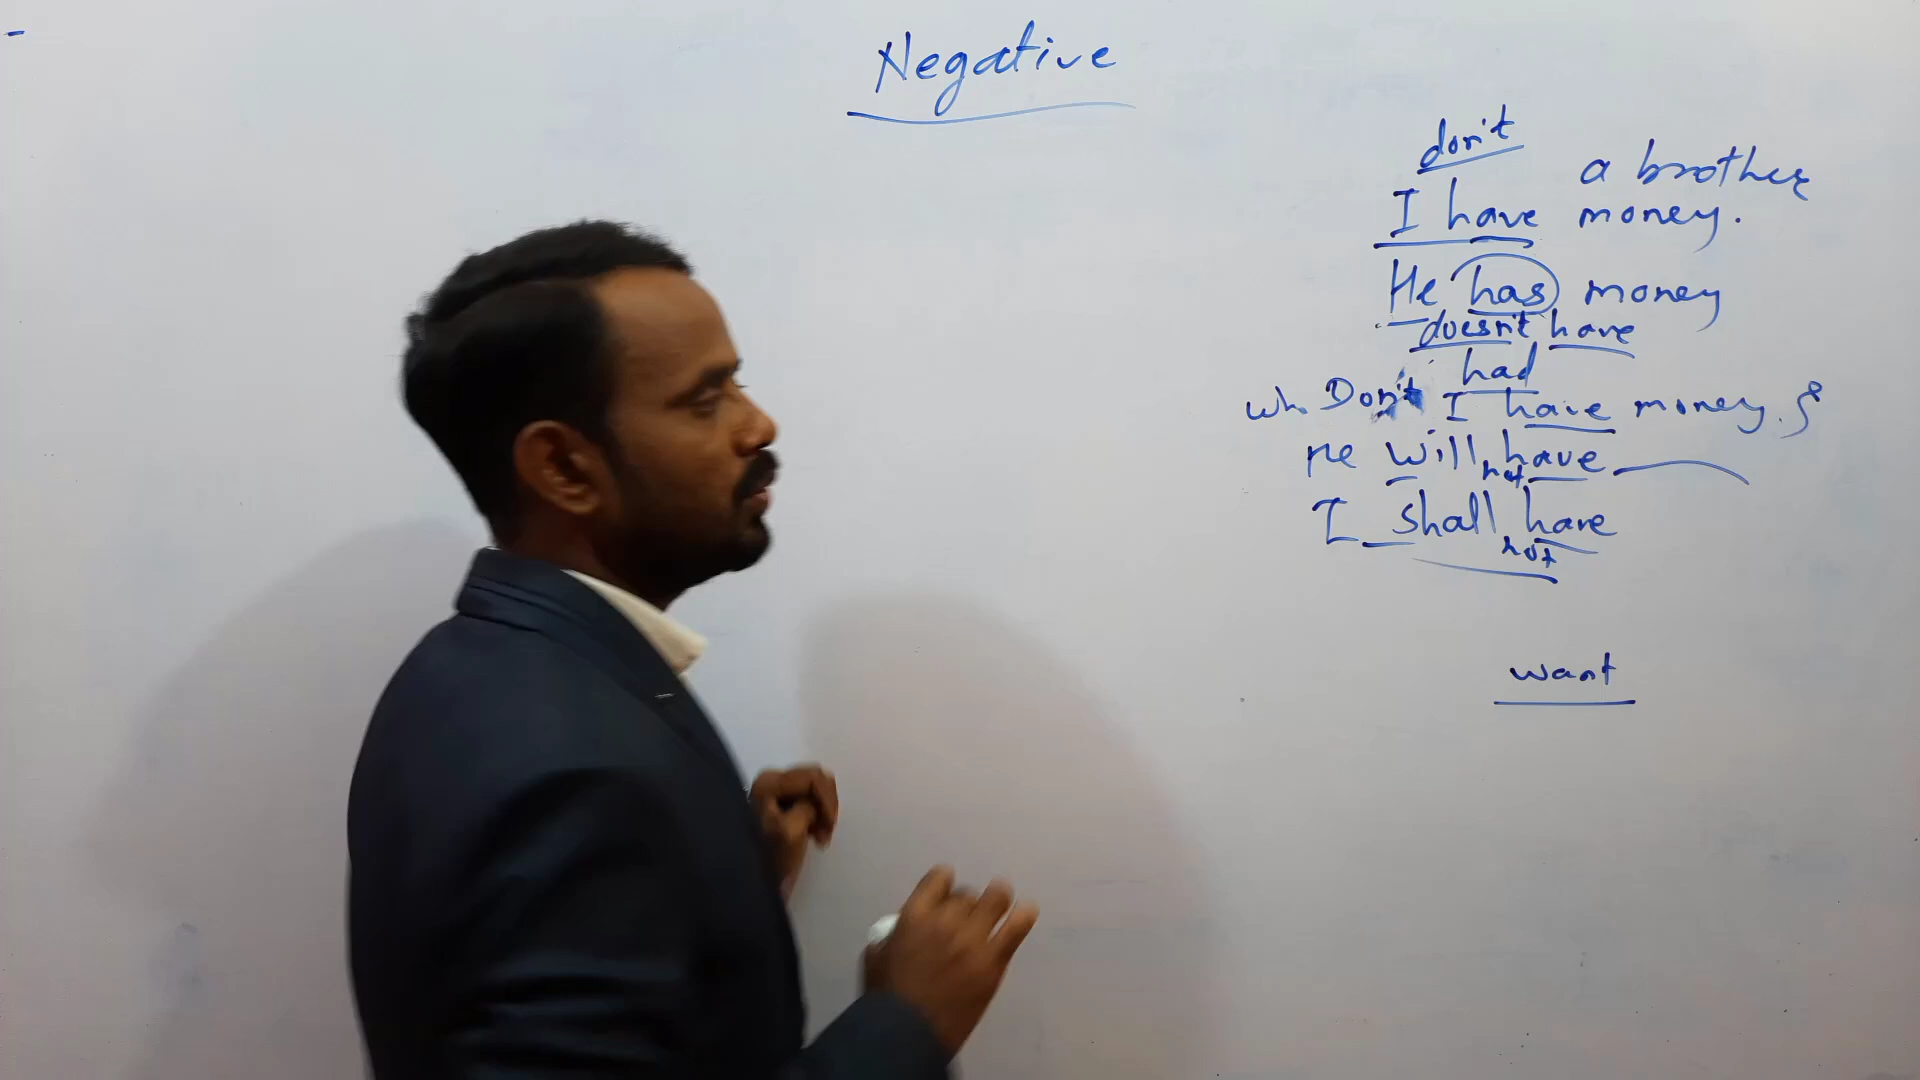 Negative
don't
a brother
I have money.
He has money
doesn't have
had
Wh Don't I have money.
He will have
not
I shall have
not
want